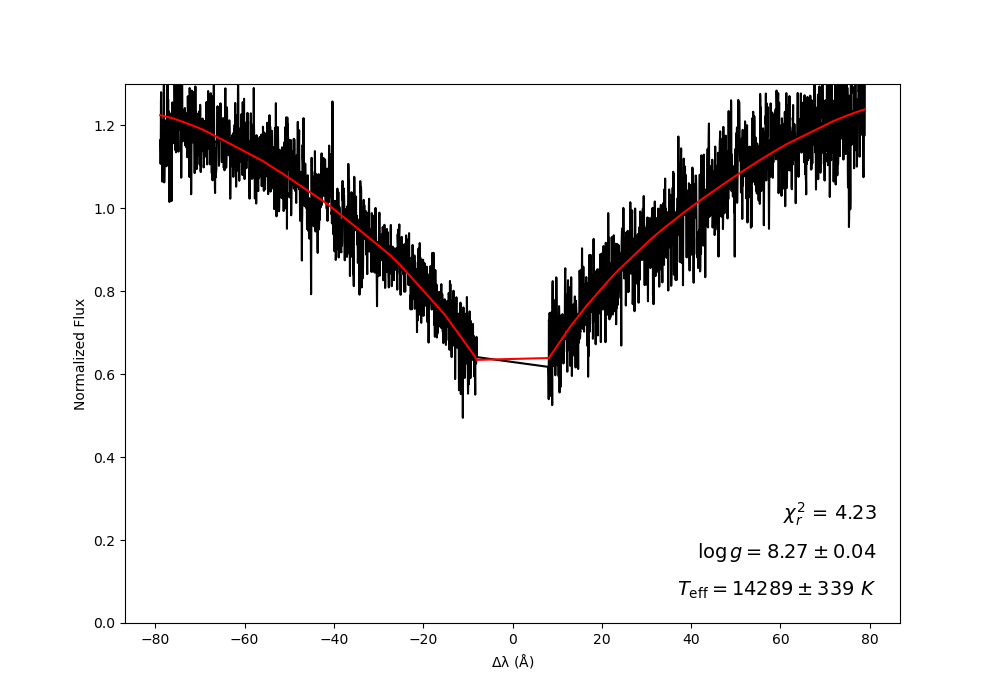 1.2
1.0
0.8
0.6
0.4
0.2
0.0
Normalized Flux
χ²ᵣ = 4.23
log g = 8.27 ± 0.04
T_eff = 14289 ± 339 K
−80 −60 −40 −20 0 20 40 60 80
Δλ (Å)